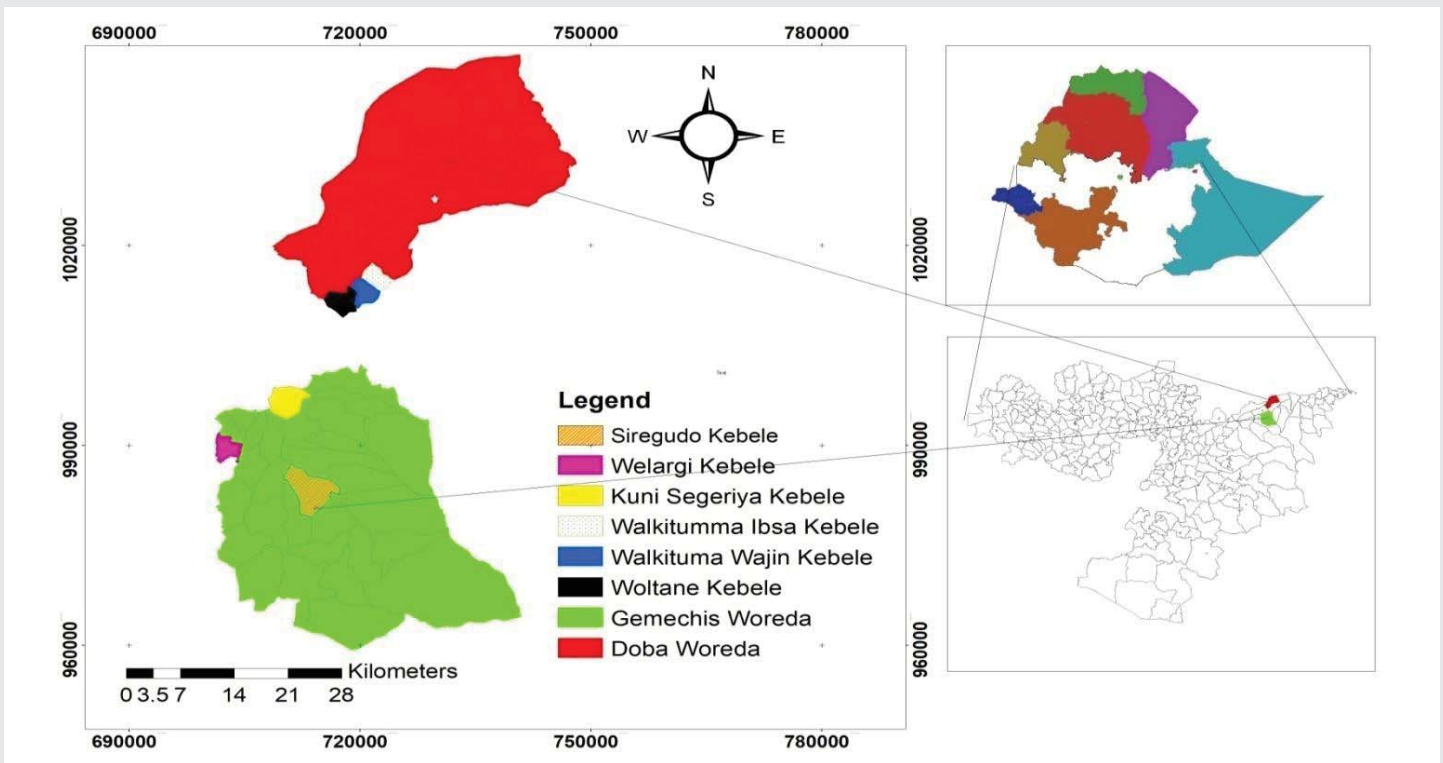 690000 720000 750000 780000
N
W E
S
1020000 1020000
990000 990000
960000 960000
Legend
Siregudo Kebele
Welargi Kebele
Kuni Segeriya Kebele
Walkitumma Ibsa Kebele
Walkituma Wajin Kebele
Woltane Kebele
Gemechis Woreda
Doba Woreda
Kilometers
0 3.5 7 14 21 28
690000 720000 750000 780000